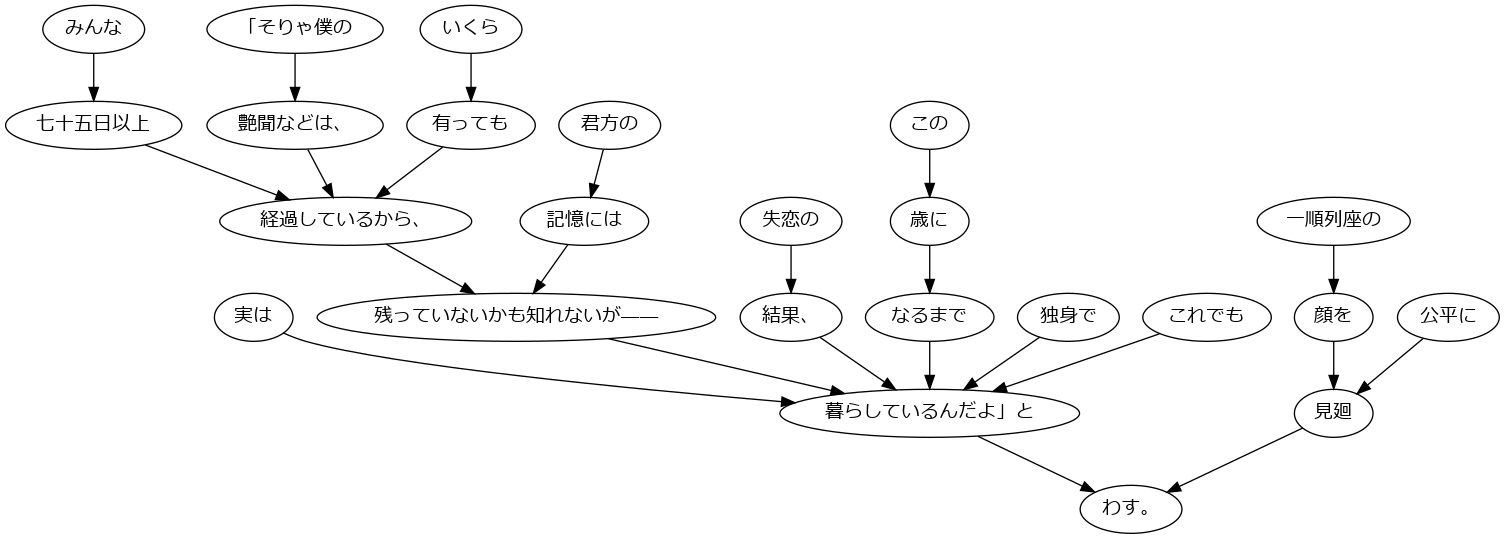 みんな
「そりゃ僕の
いくら
七十五日以上
艶聞などは、
有っても
君方の
この
経過しているから、
記憶には
失恋の
歳に
一順列座の
実は
残っていないかも知れないが――
結果、
なるまで
独身で
これでも
顔を
公平に
暮らしているんだよ」と
見廻
わす。